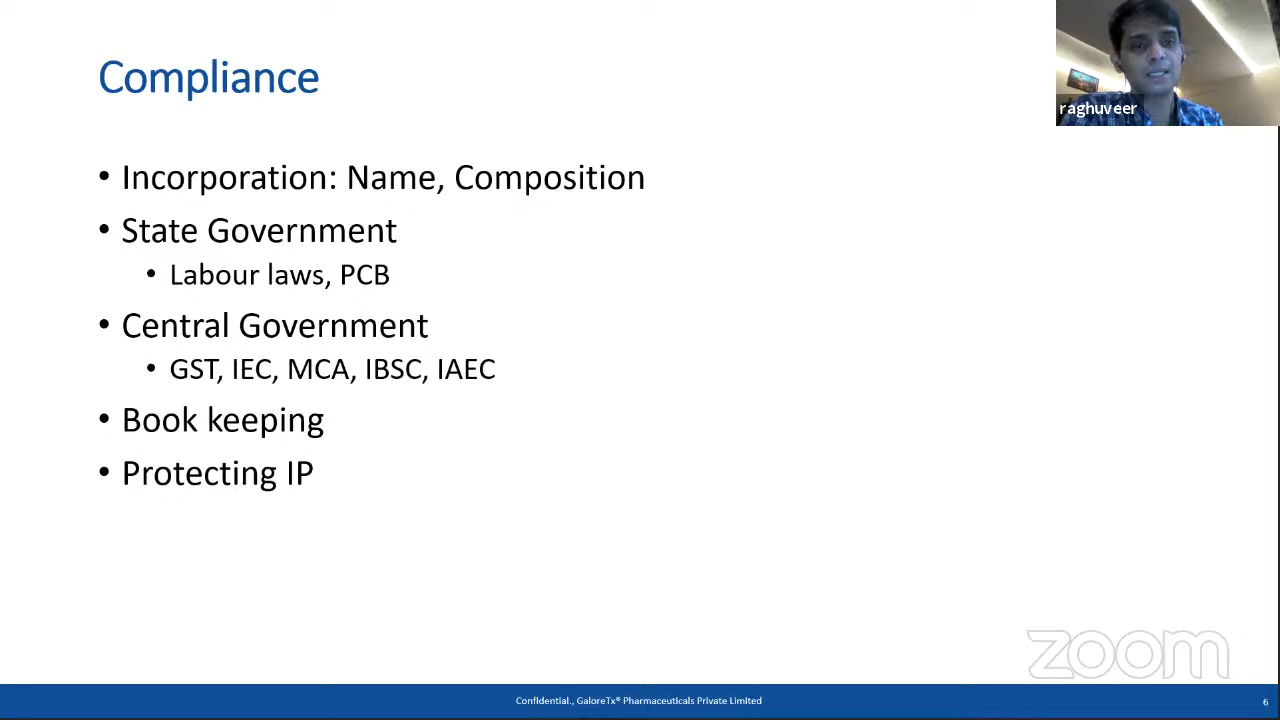 Compliance
raghuveer
• Incorporation: Name, Composition
• State Government
• Labour laws, PCB
• Central Government
• GST, IEC, MCA, IBSC, IAEC
• Book keeping
• Protecting IP
zoom
Confidential., GaloreTx® Pharmaceuticals Private Limited
6